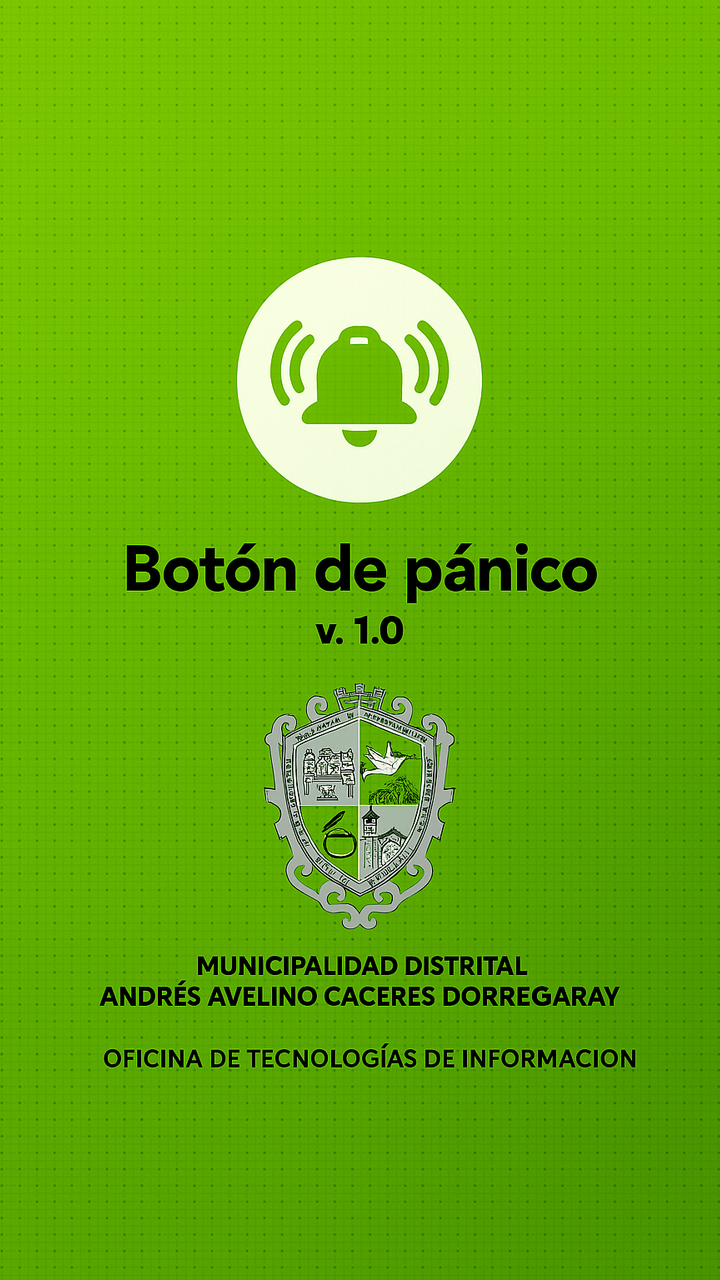 Botón de pánico
v. 1.0
MUNICIPALIDAD DISTRITAL
ANDRÉS AVELINO CACERES DORREGARAY
OFICINA DE TECNOLOGÍAS DE INFORMACION